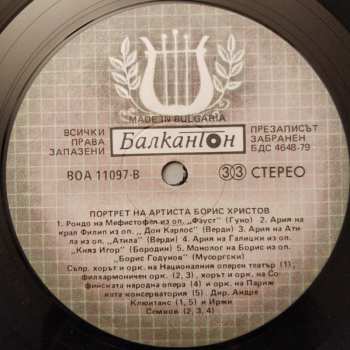 MADE IN BULGARIA
ВСИЧКИ ПРАВА ЗАПАЗЕНИ
Балкантон
ПРЕЗАПИСЪТ ЗАБРАНЕН БДС 4648-79
ВОА 11097-В
33 СТЕРЕО
ПОРТРЕТ НА АРТИСТА БОРИС ХРИСТОВ
1. Рондо на Мефистофел из оп. „Фауст" (Гуно) 2. Ария на
крал Филип из оп. „ Дон Карлос" (Верди) 3. Ария на Ати
ла из оп. „Атила" (Верди) 4. Ария на Галицки из оп.
„Княз Игор" (Бородин) 5. Монолог на Борис из оп.
„Борис Годунов" (Мусоргски)
Съпр. хорът и орк. на Националния оперен театър (1),
филхармоничен орк. (2, 3), хорът и орк. на Со
фийската народна опера (4) и орк. на Париж
ката консерватория (5) Дир. Андре
Клюитанс (1, 5) и Йржи
Семков (2, 3, 4)